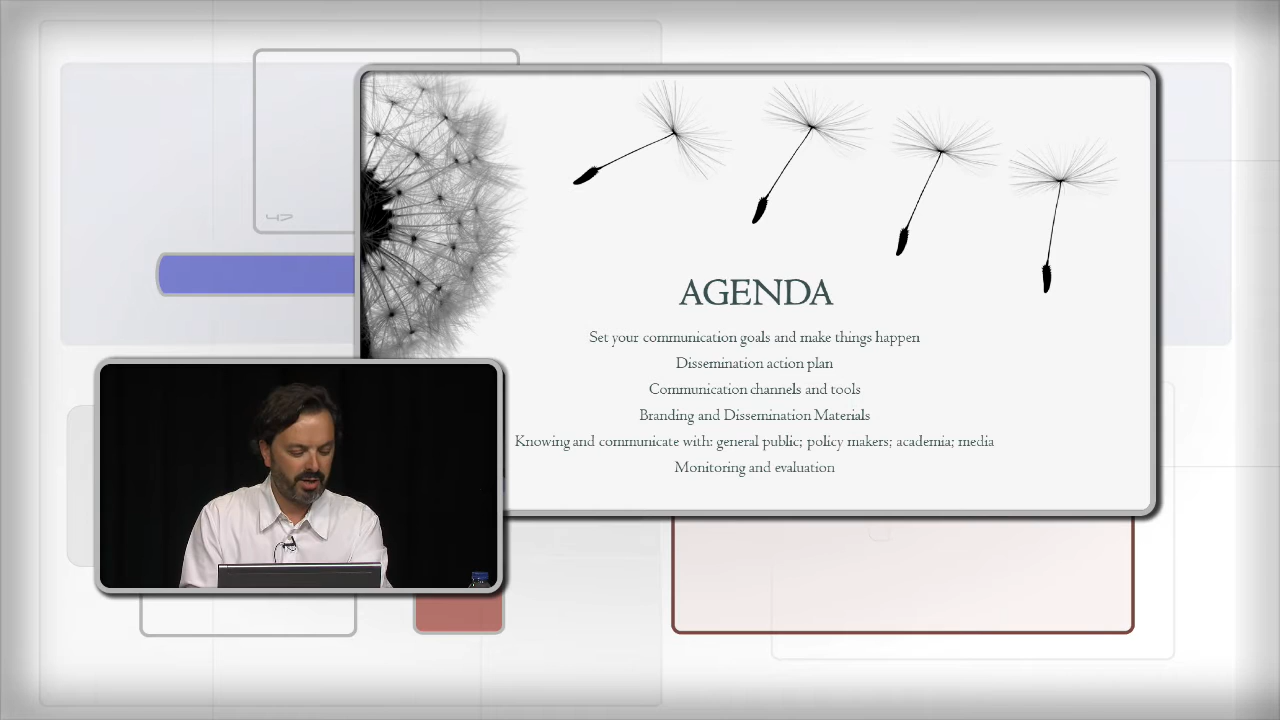 47
AGENDA
Set your communication goals and make things happen
Dissemination action plan
Communication channels and tools
Branding and Dissemination Materials
Knowing and communicate with: general public; policy makers; academia; media
Monitoring and evaluation